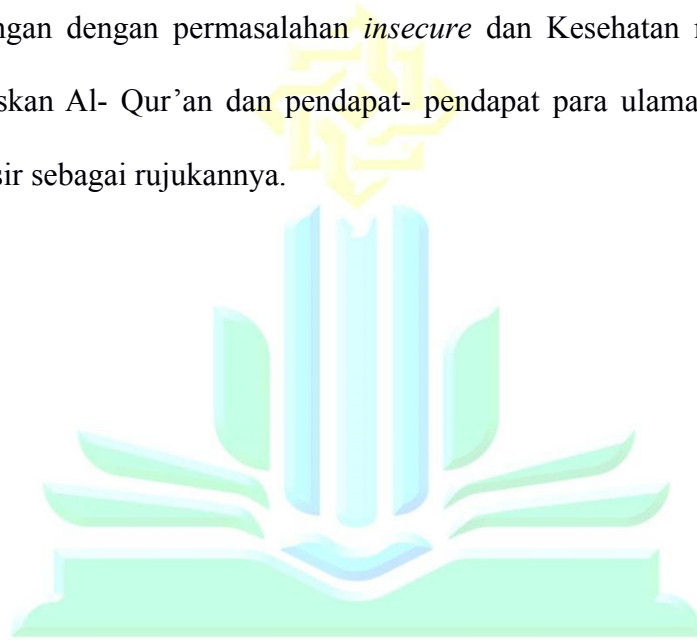 ngan dengan permasalahan insecure dan Kesehatan
skan Al- Qur’an dan pendapat- pendapat para ulama
sir sebagai rujukannya.